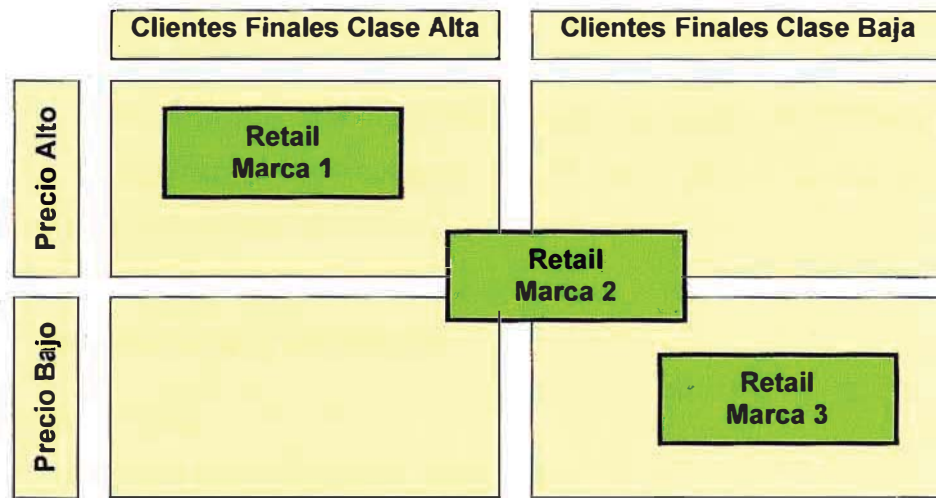 Clientes Finales Clase Alta
Clientes Finales Clase Baja
Precio Alto
Retail
Marca 1
Retail
Marca 2
Precio Bajo
Retail
Marca 3